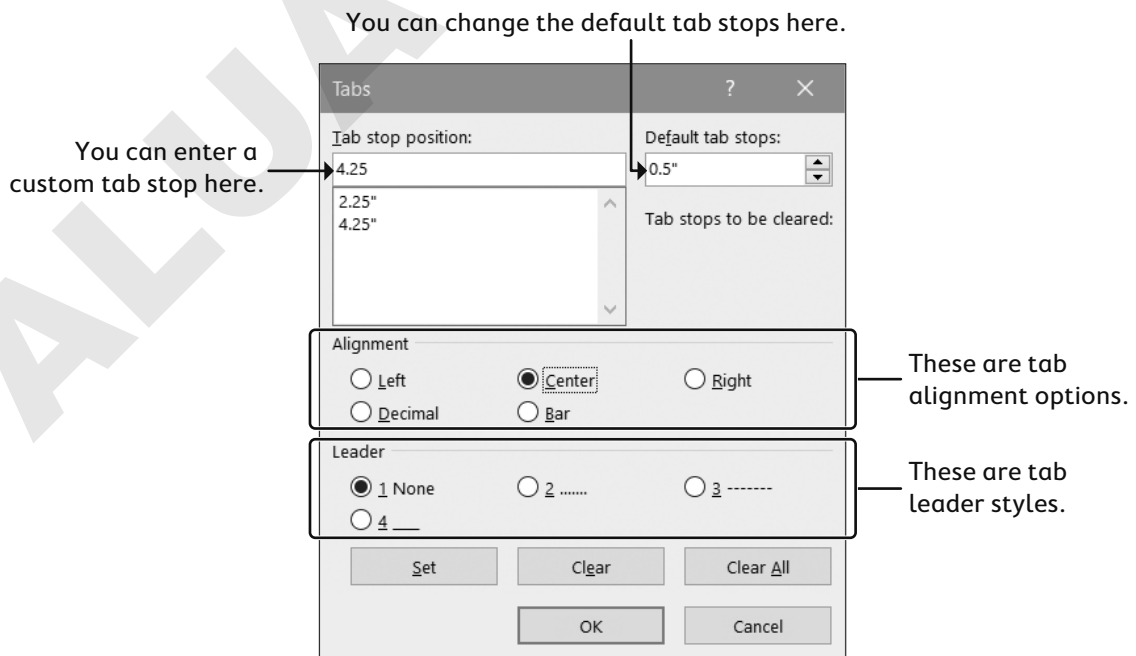 You can change the default tab stops here.
Tabs ? ×
Tab stop position:
Default tab stops:
You can enter a
custom tab stop here.
4.25
0.5"
2.25"
4.25"
Tab stops to be cleared:
Alignment
Left Center Right
Decimal Bar
These are tab
alignment options.
Leader
1 None 2 ....... 3 -------
4 ___
These are tab
leader styles.
Set Clear Clear All
OK Cancel